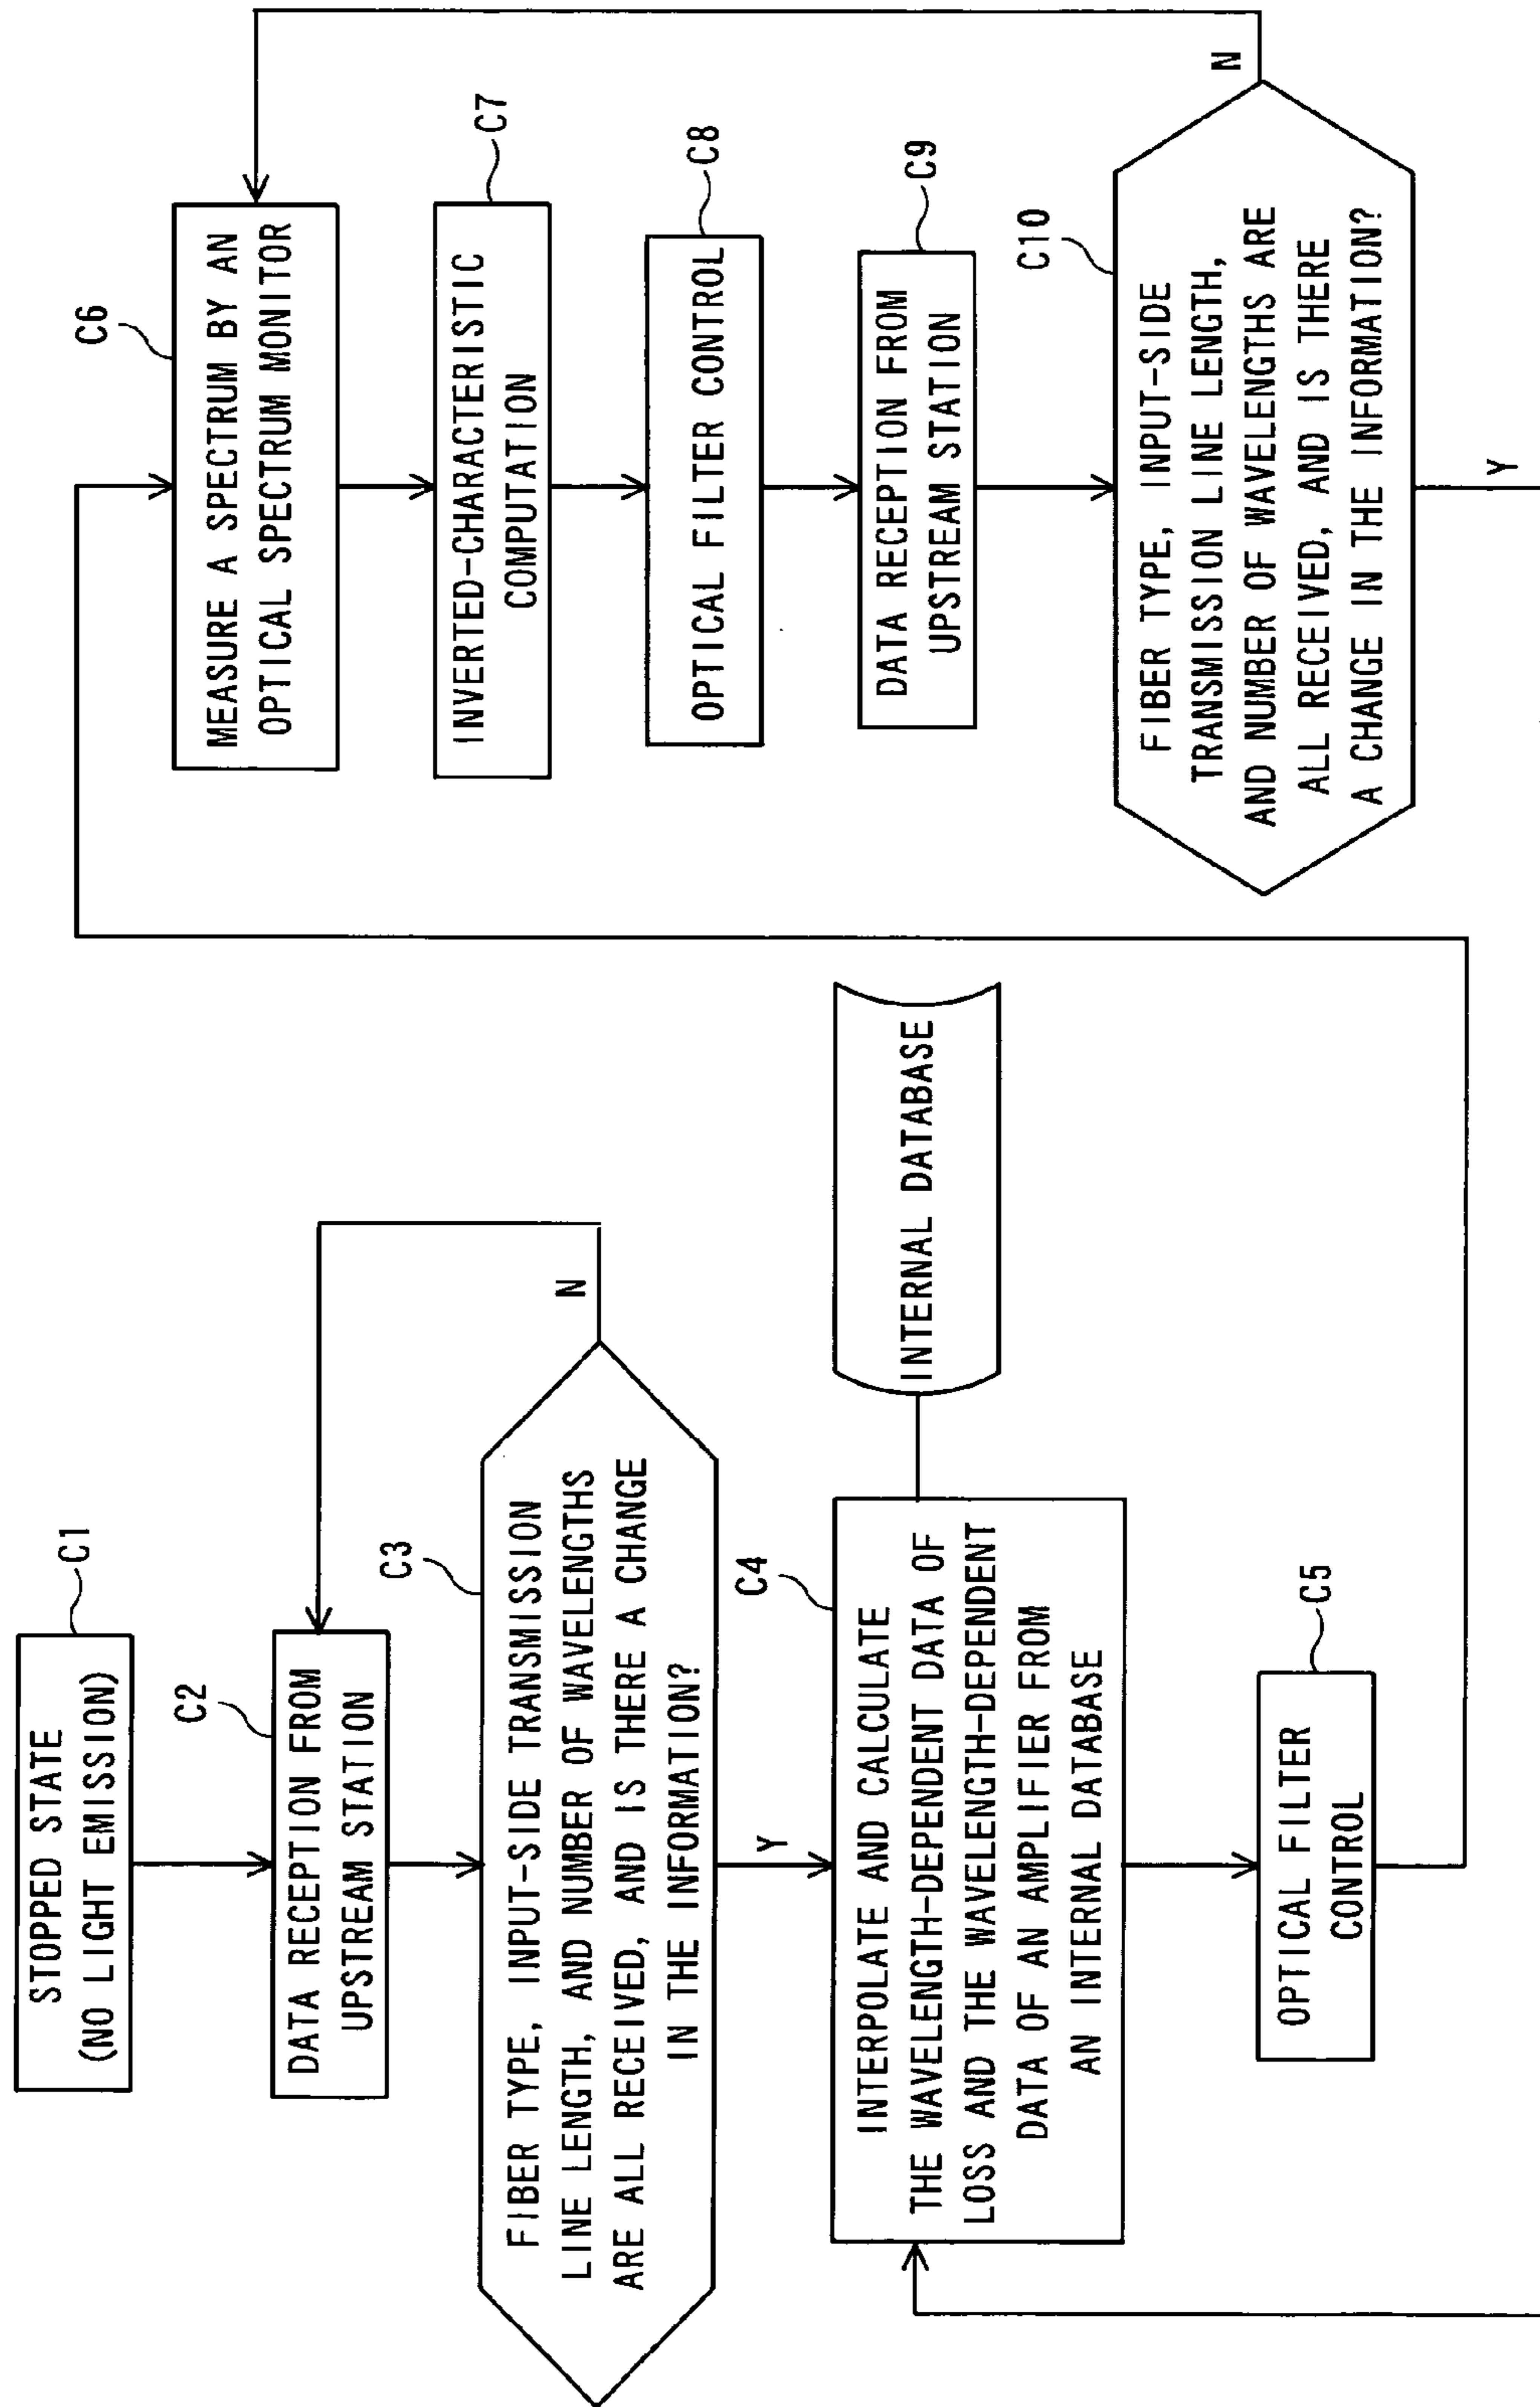 C1
STOPPED STATE
(NO LIGHT EMISSION)
C2
DATA RECEPTION FROM
UPSTREAM STATION
C3
FIBER TYPE, INPUT-SIDE TRANSMISSION
LINE LENGTH, AND NUMBER OF WAVELENGTHS
ARE ALL RECEIVED, AND IS THERE A CHANGE
IN THE INFORMATION?
N
Y
C4
INTERPOLATE AND CALCULATE
THE WAVELENGTH-DEPENDENT DATA OF
LOSS AND THE WAVELENGTH-DEPENDENT
DATA OF AN AMPLIFIER FROM
AN INTERNAL DATABASE
INTERNAL DATABASE
C5
OPTICAL FILTER
CONTROL
C6
MEASURE A SPECTRUM BY AN
OPTICAL SPECTRUM MONITOR
C7
INVERTED-CHARACTERISTIC
COMPUTATION
C8
OPTICAL FILTER CONTROL
C9
DATA RECEPTION FROM
UPSTREAM STATION
C10
FIBER TYPE, INPUT-SIDE
TRANSMISSION LINE LENGTH,
AND NUMBER OF WAVELENGTHS ARE
ALL RECEIVED, AND IS THERE
A CHANGE IN THE INFORMATION?
N
Y